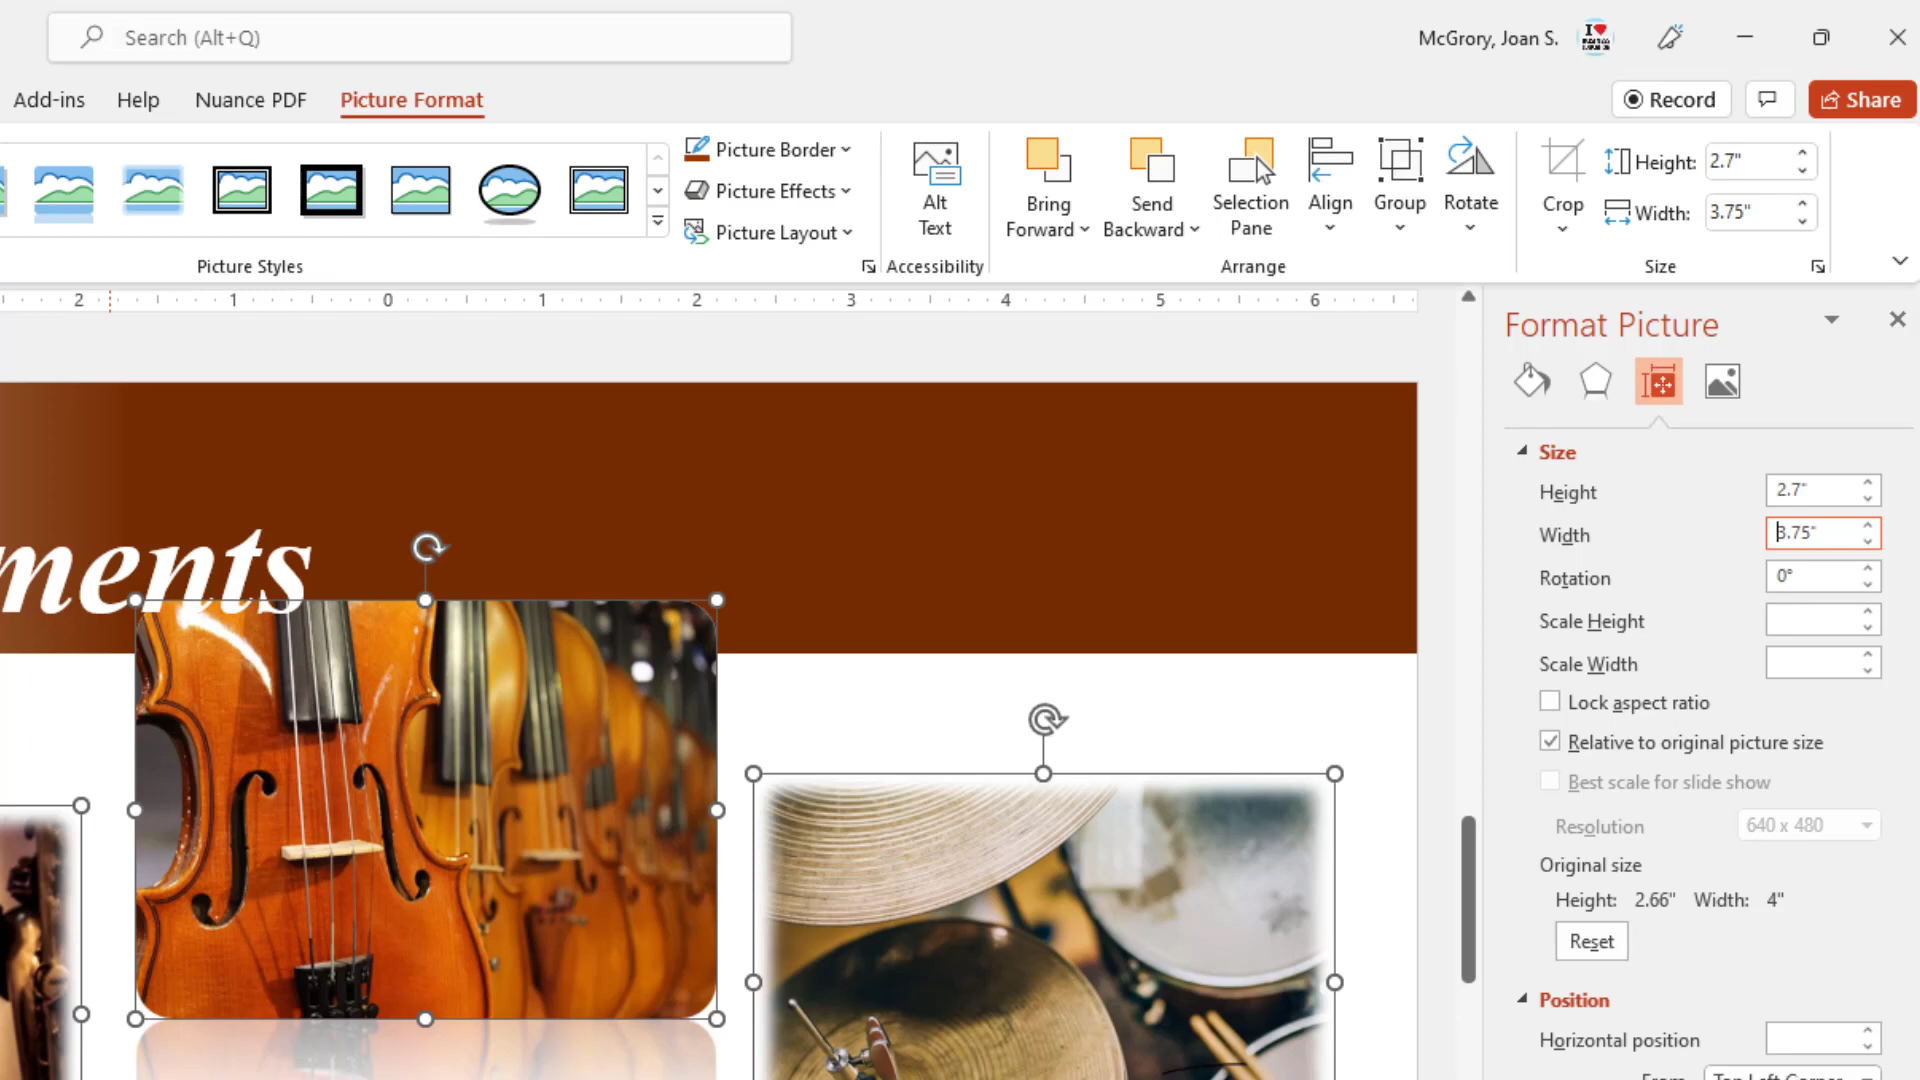 Search (Alt+Q)
McGrory, Joan S.
Add-ins Help Nuance PDF Picture Format
Record
Share
Picture Border
Picture Effects
Picture Layout
Picture Styles
Alt
Text
Accessibility
Bring
Forward
Send
Backward
Selection
Pane
Align
Group
Rotate
Arrange
Crop
Height: 2.7"
Width: 3.75"
Size
2 1 0 1 2 3 4 5 6
Format Picture
Size
Height 2.7"
Width 3.75"
Rotation 0°
Scale Height
Scale Width
Lock aspect ratio
Relative to original picture size
Best scale for slide show
Resolution 640 x 480
Original size
Height: 2.66" Width: 4"
Reset
Position
Horizontal position
From Top Left Corner
ments